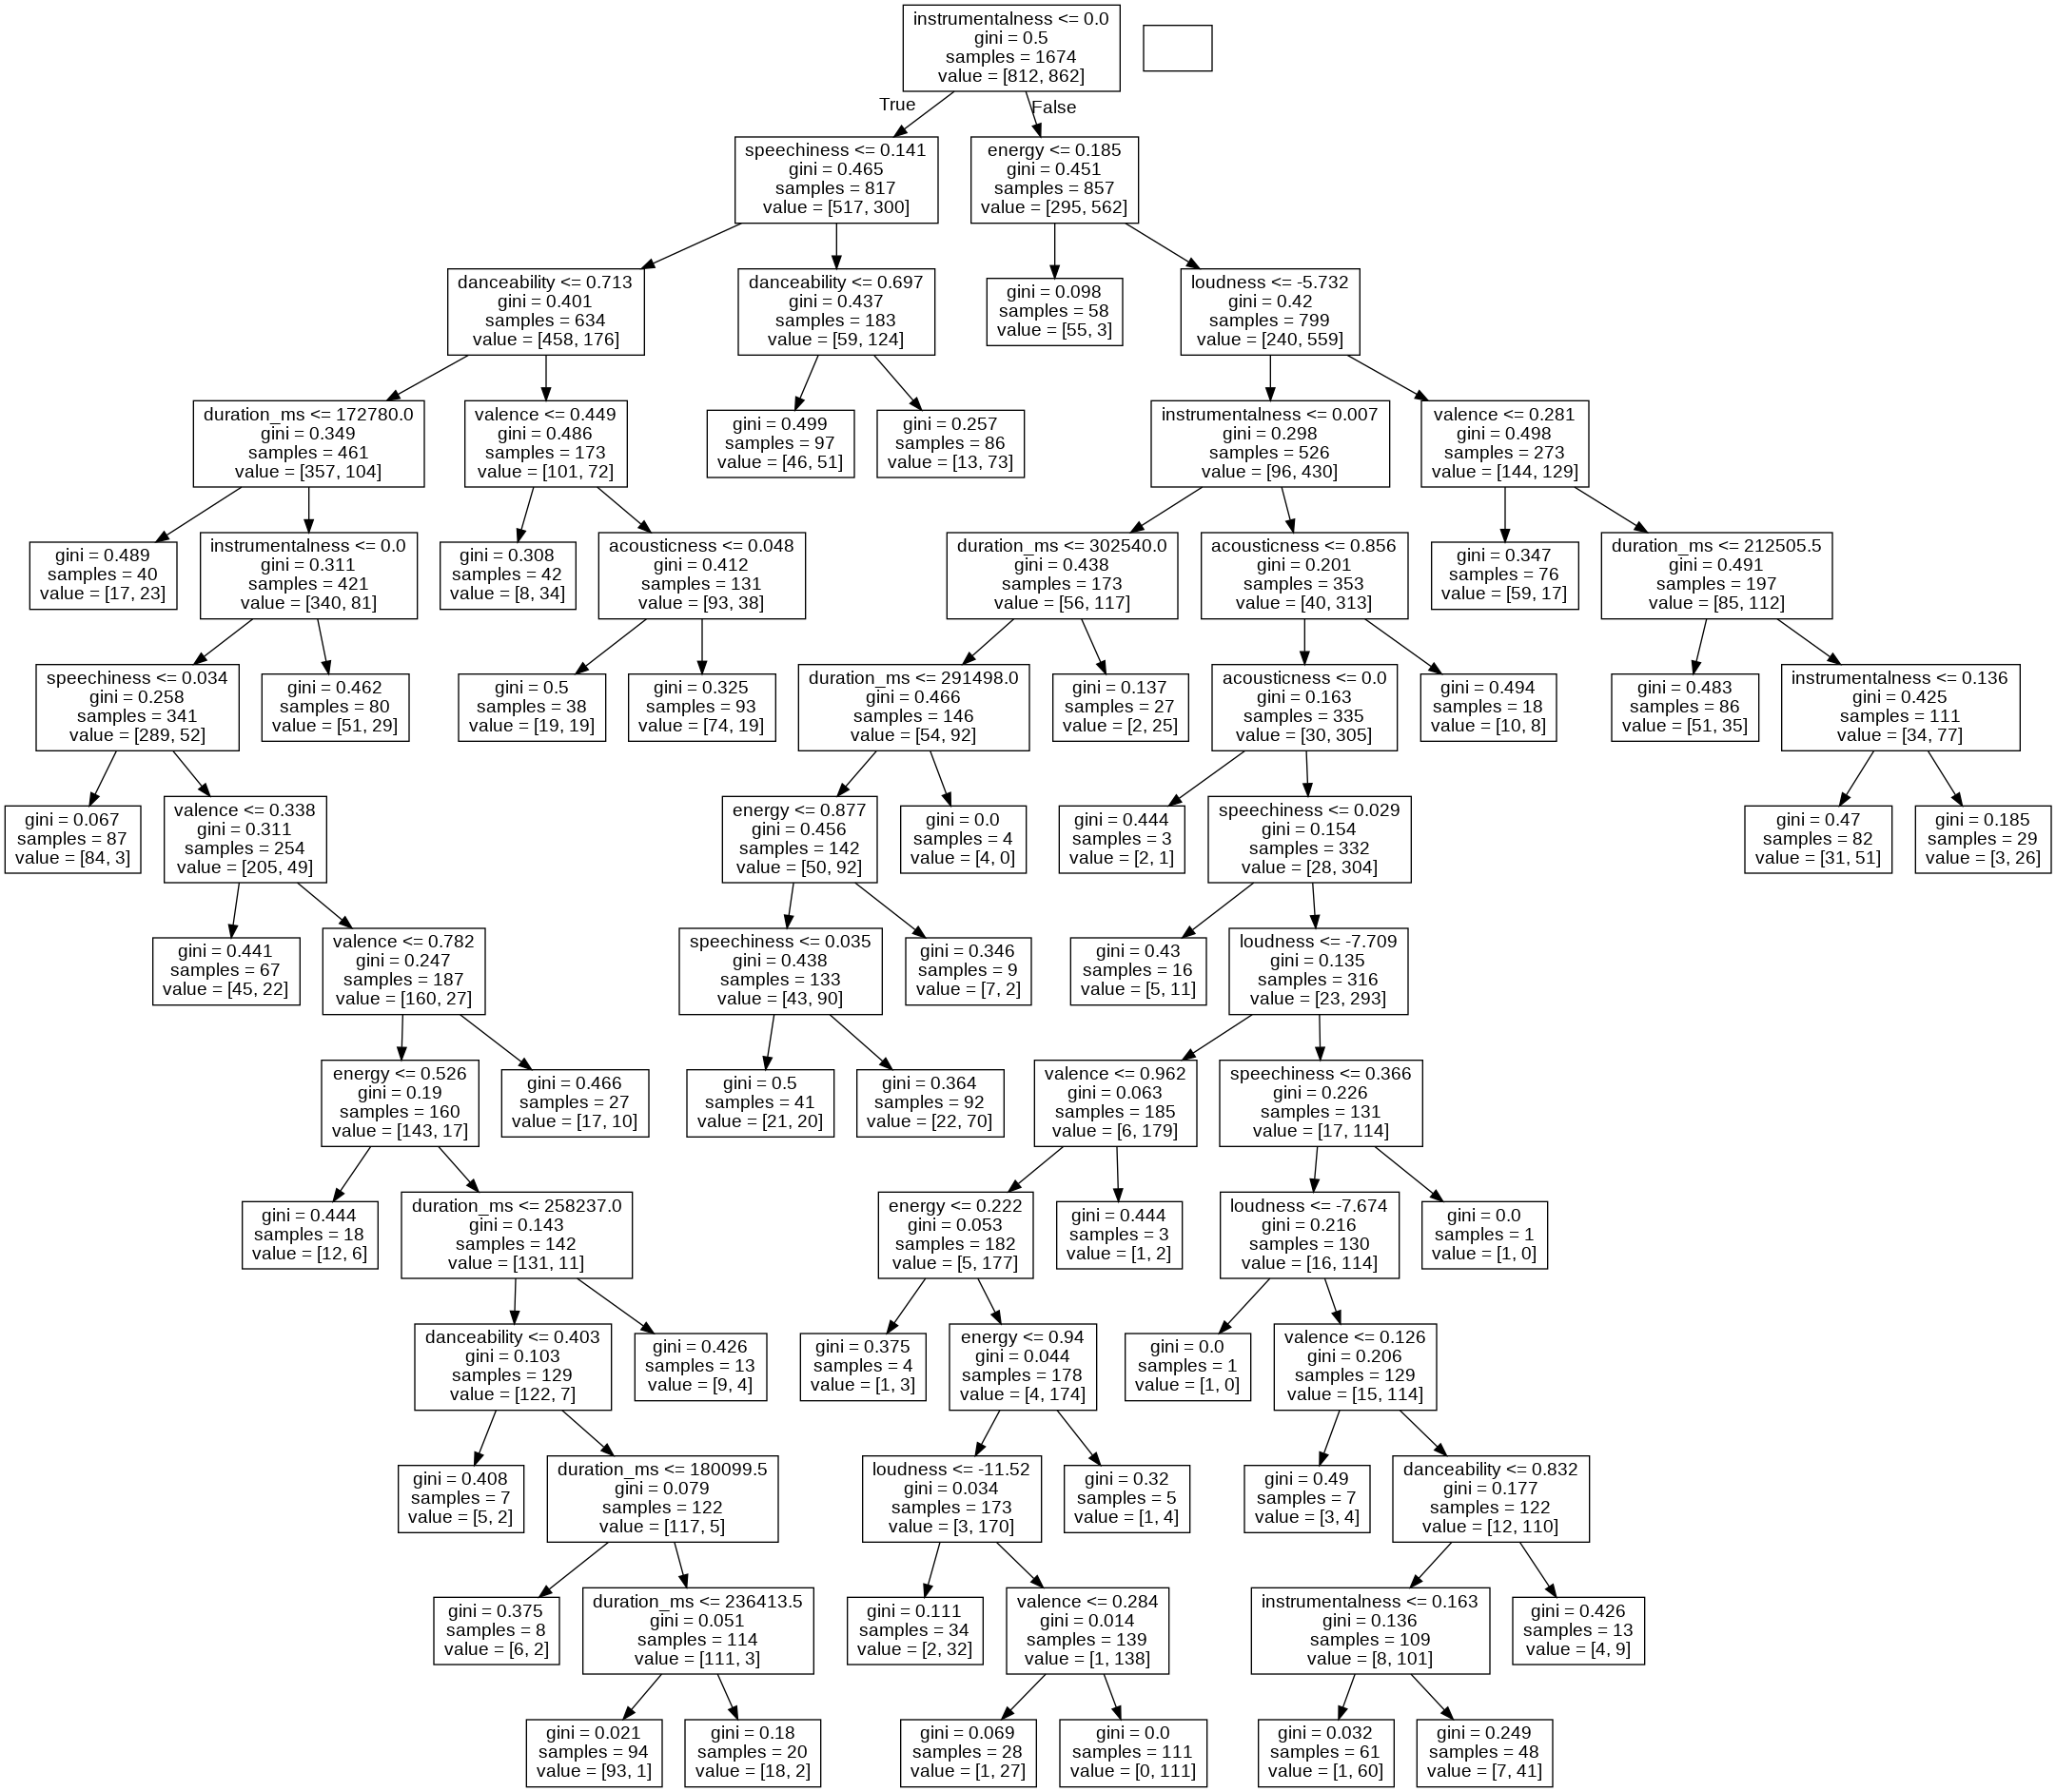 instrumentalness <= 0.0
gini = 0.5
samples = 1674
value = [812, 862]
True
False
speechiness <= 0.141
gini = 0.465
samples = 817
value = [517, 300]
energy <= 0.185
gini = 0.451
samples = 857
value = [295, 562]
danceability <= 0.713
gini = 0.401
samples = 634
value = [458, 176]
danceability <= 0.697
gini = 0.437
samples = 183
value = [59, 124]
gini = 0.098
samples = 58
value = [55, 3]
loudness <= -5.732
gini = 0.42
samples = 799
value = [240, 559]
duration_ms <= 172780.0
gini = 0.349
samples = 461
value = [357, 104]
valence <= 0.449
gini = 0.486
samples = 173
value = [101, 72]
gini = 0.499
samples = 97
value = [46, 51]
gini = 0.257
samples = 86
value = [13, 73]
instrumentalness <= 0.007
gini = 0.298
samples = 526
value = [96, 430]
valence <= 0.281
gini = 0.498
samples = 273
value = [144, 129]
gini = 0.489
samples = 40
value = [17, 23]
instrumentalness <= 0.0
gini = 0.311
samples = 421
value = [340, 81]
gini = 0.308
samples = 42
value = [8, 34]
acousticness <= 0.048
gini = 0.412
samples = 131
value = [93, 38]
duration_ms <= 302540.0
gini = 0.438
samples = 173
value = [56, 117]
acousticness <= 0.856
gini = 0.201
samples = 353
value = [40, 313]
gini = 0.347
samples = 76
value = [59, 17]
duration_ms <= 212505.5
gini = 0.491
samples = 197
value = [85, 112]
speechiness <= 0.034
gini = 0.258
samples = 341
value = [289, 52]
gini = 0.462
samples = 80
value = [51, 29]
gini = 0.5
samples = 38
value = [19, 19]
gini = 0.325
samples = 93
value = [74, 19]
duration_ms <= 291498.0
gini = 0.466
samples = 146
value = [54, 92]
gini = 0.137
samples = 27
value = [2, 25]
acousticness <= 0.0
gini = 0.163
samples = 335
value = [30, 305]
gini = 0.494
samples = 18
value = [10, 8]
gini = 0.483
samples = 86
value = [51, 35]
instrumentalness <= 0.136
gini = 0.425
samples = 111
value = [34, 77]
gini = 0.067
samples = 87
value = [84, 3]
valence <= 0.338
gini = 0.311
samples = 254
value = [205, 49]
energy <= 0.877
gini = 0.456
samples = 142
value = [50, 92]
gini = 0.0
samples = 4
value = [4, 0]
gini = 0.444
samples = 3
value = [2, 1]
speechiness <= 0.029
gini = 0.154
samples = 332
value = [28, 304]
gini = 0.47
samples = 82
value = [31, 51]
gini = 0.185
samples = 29
value = [3, 26]
gini = 0.441
samples = 67
value = [45, 22]
valence <= 0.782
gini = 0.247
samples = 187
value = [160, 27]
speechiness <= 0.035
gini = 0.438
samples = 133
value = [43, 90]
gini = 0.346
samples = 9
value = [7, 2]
gini = 0.43
samples = 16
value = [5, 11]
loudness <= -7.709
gini = 0.135
samples = 316
value = [23, 293]
energy <= 0.526
gini = 0.19
samples = 160
value = [143, 17]
gini = 0.466
samples = 27
value = [17, 10]
gini = 0.5
samples = 41
value = [21, 20]
gini = 0.364
samples = 92
value = [22, 70]
valence <= 0.962
gini = 0.063
samples = 185
value = [6, 179]
speechiness <= 0.366
gini = 0.226
samples = 131
value = [17, 114]
gini = 0.444
samples = 18
value = [12, 6]
duration_ms <= 258237.0
gini = 0.143
samples = 142
value = [131, 11]
energy <= 0.222
gini = 0.053
samples = 182
value = [5, 177]
gini = 0.444
samples = 3
value = [1, 2]
loudness <= -7.674
gini = 0.216
samples = 130
value = [16, 114]
gini = 0.0
samples = 1
value = [1, 0]
danceability <= 0.403
gini = 0.103
samples = 129
value = [122, 7]
gini = 0.426
samples = 13
value = [9, 4]
gini = 0.375
samples = 4
value = [1, 3]
energy <= 0.94
gini = 0.044
samples = 178
value = [4, 174]
gini = 0.0
samples = 1
value = [1, 0]
valence <= 0.126
gini = 0.206
samples = 129
value = [15, 114]
gini = 0.408
samples = 7
value = [5, 2]
duration_ms <= 180099.5
gini = 0.079
samples = 122
value = [117, 5]
loudness <= -11.52
gini = 0.034
samples = 173
value = [3, 170]
gini = 0.32
samples = 5
value = [1, 4]
gini = 0.49
samples = 7
value = [3, 4]
danceability <= 0.832
gini = 0.177
samples = 122
value = [12, 110]
gini = 0.375
samples = 8
value = [6, 2]
duration_ms <= 236413.5
gini = 0.051
samples = 114
value = [111, 3]
gini = 0.111
samples = 34
value = [2, 32]
valence <= 0.284
gini = 0.014
samples = 139
value = [1, 138]
instrumentalness <= 0.163
gini = 0.136
samples = 109
value = [8, 101]
gini = 0.426
samples = 13
value = [4, 9]
gini = 0.021
samples = 94
value = [93, 1]
gini = 0.18
samples = 20
value = [18, 2]
gini = 0.069
samples = 28
value = [1, 27]
gini = 0.0
samples = 111
value = [0, 111]
gini = 0.032
samples = 61
value = [1, 60]
gini = 0.249
samples = 48
value = [7, 41]